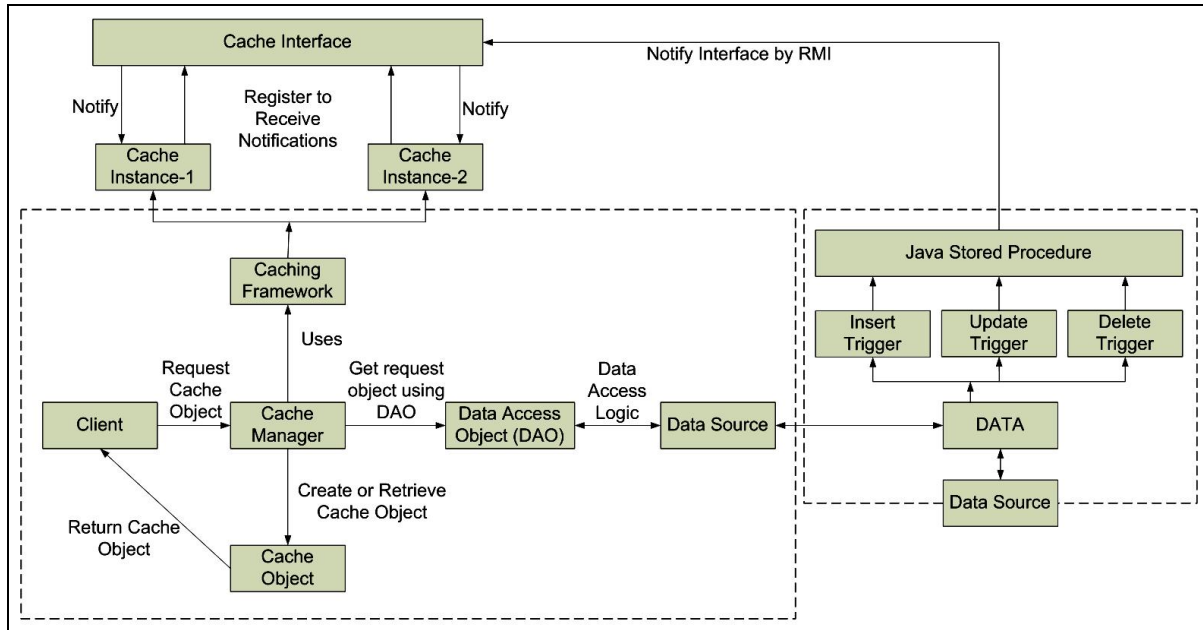 Cache Interface
Notify Interface by RMI
Notify
Register to
Receive
Notifications
Notify
Cache
Instance-1
Cache
Instance-2
Java Stored Procedure
Caching
Framework
Insert
Trigger
Update
Trigger
Delete
Trigger
Uses
Request
Cache
Object
Get request
object using
DAO
Data
Access
Logic
Client
Cache
Manager
Data Access
Object (DAO)
Data Source
DATA
Create or Retrieve
Cache Object
Data Source
Return Cache
Object
Cache
Object